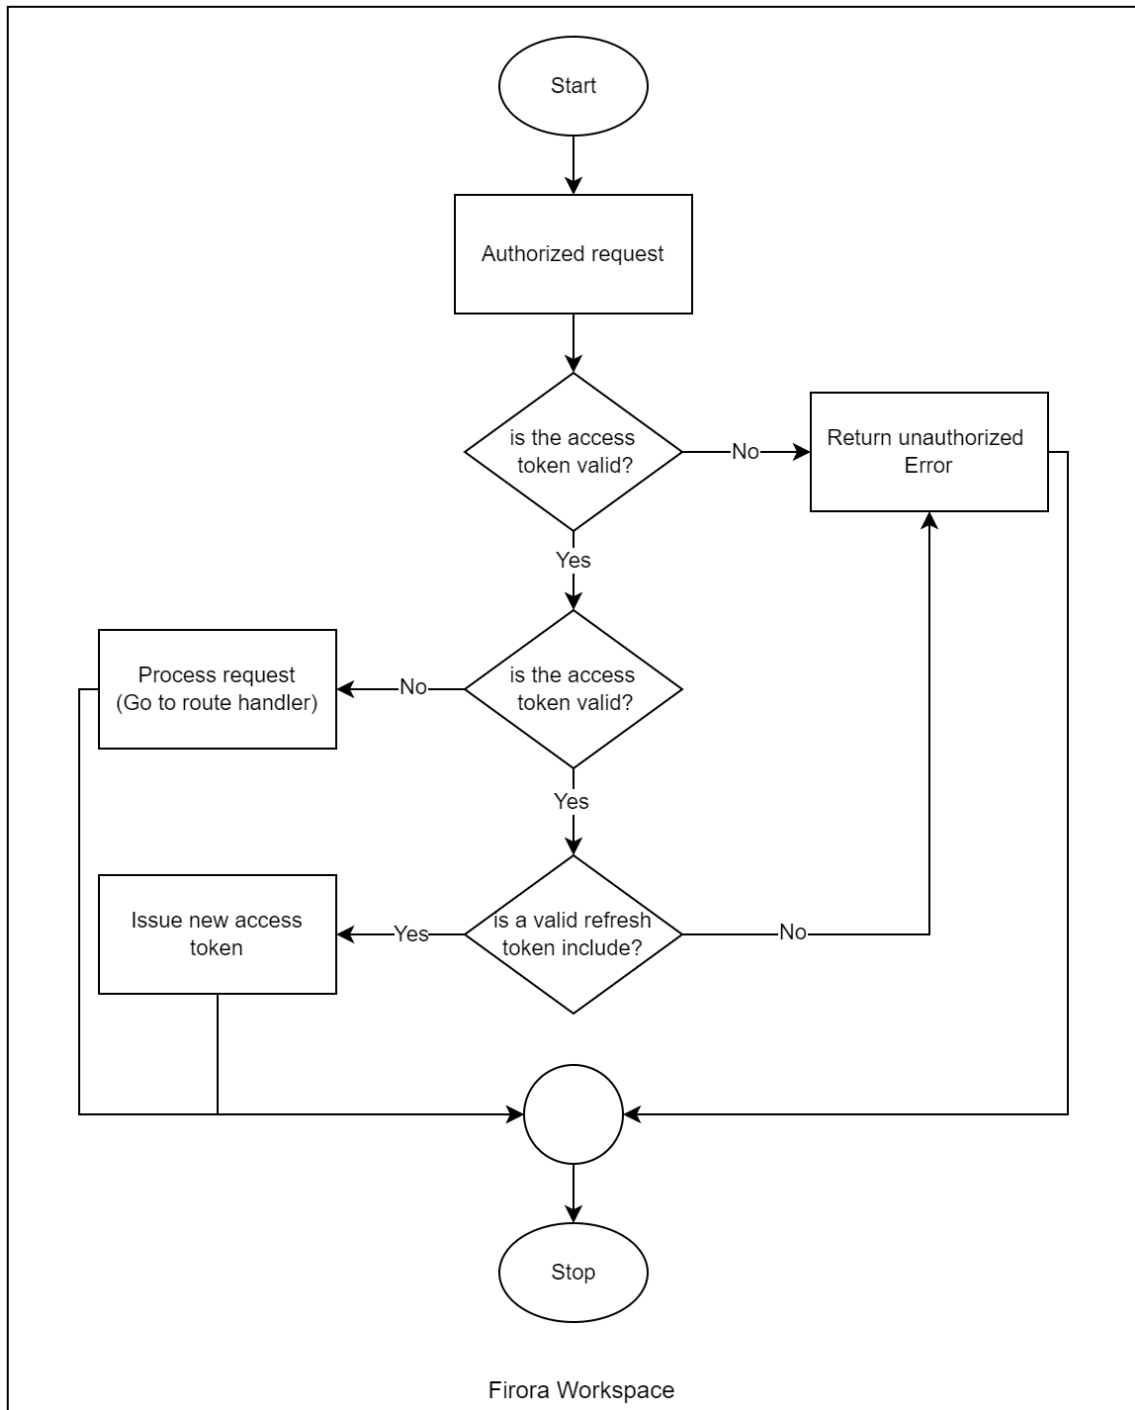 Start
Authorized request
is the access
token valid?
No
Return unauthorized
Error
Yes
is the access
token valid?
No
Process request
(Go to route handler)
Yes
is a valid refresh
token include?
Yes
Issue new access
token
No
Stop
Firora Workspace